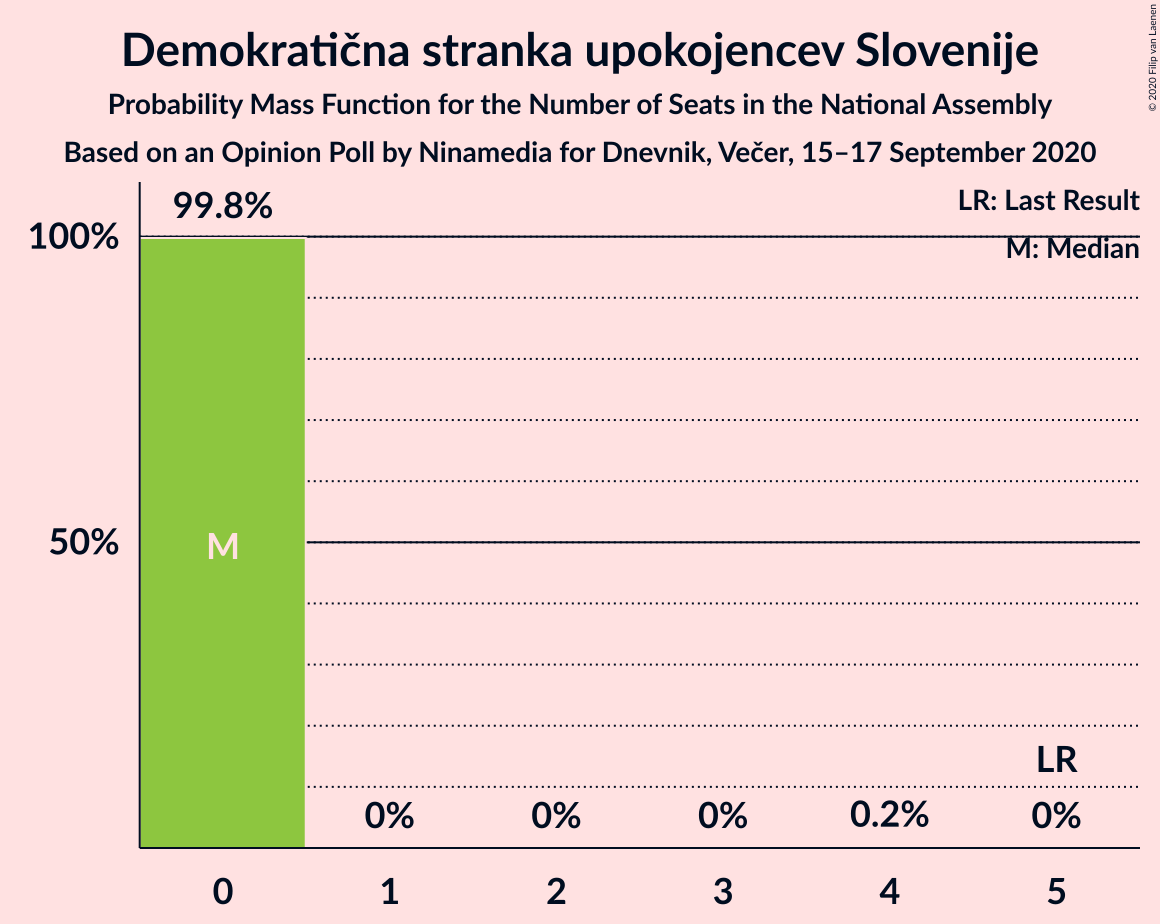 Demokratična stranka upokojencev Slovenije
Probability Mass Function for the Number of Seats in the National Assembly
Based on an Opinion Poll by Ninamedia for Dnevnik, Večer, 15–17 September 2020
© 2020 Filip van Laenen
LR: Last Result
M: Median
99.8%
100%
50%
M
LR
0% 0% 0% 0.2% 0%
0 1 2 3 4 5